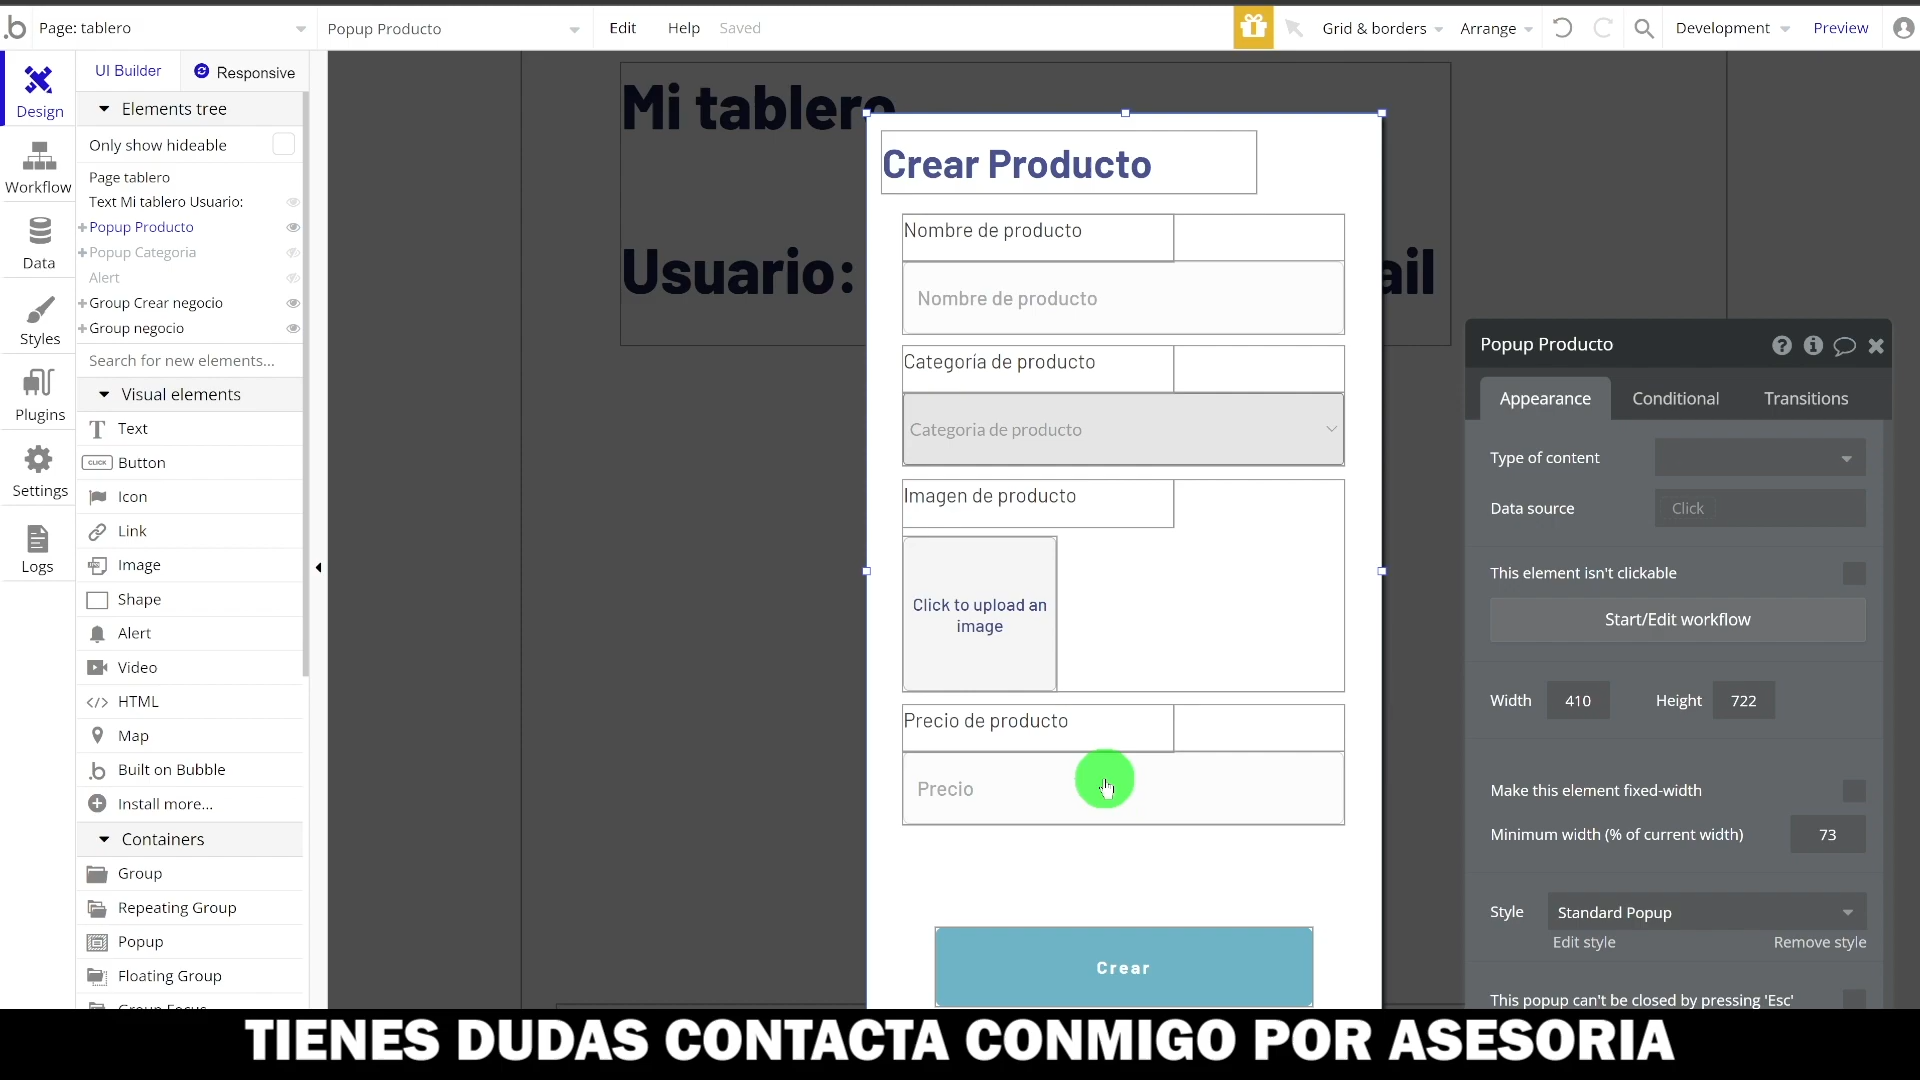 Page: tablero
Popup Producto
Edit
Help
Saved
Grid & borders
Arrange
Development
Preview
Design
Workflow
Data
Styles
Plugins
Settings
Logs
UI Builder
Responsive
Elements tree
Only show hideable
Page tablero
Text Mi tablero Usuario:
Popup Producto
Popup Categoria
Alert
Group Crear negocio
Group negocio
Search for new elements...
Visual elements
Text
CLICK Button
Icon
Link
Image
Shape
Alert
Video
HTML
Map
Built on Bubble
Install more...
Containers
Group
Repeating Group
Popup
Floating Group
Group Focus
Mi tablero
Usuario:
ail
Crear Producto
Nombre de producto
Nombre de producto
Categoría de producto
Categoria de producto
Imagen de producto
Click to upload an
image
Precio de producto
Precio
Crear
Popup Producto
Appearance
Conditional
Transitions
Type of content
Data source
Click
This element isn't clickable
Start/Edit workflow
Width
410
Height
722
Make this element fixed-width
Minimum width (% of current width)
73
Style
Standard Popup
Edit style
Remove style
This popup can't be closed by pressing 'Esc'
TIENES DUDAS CONTACTA CONMIGO POR ASESORIA